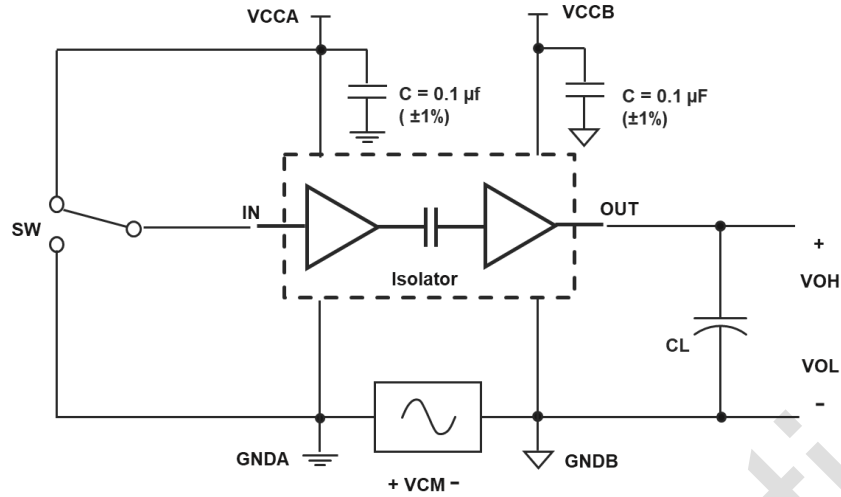 VCCA
VCCB
C = 0.1 µf
( ±1%)
C = 0.1 µF
(±1%)
IN
OUT
SW
Isolator
+
VOH
CL
VOL
-
GNDA
GNDB
+ VCM -